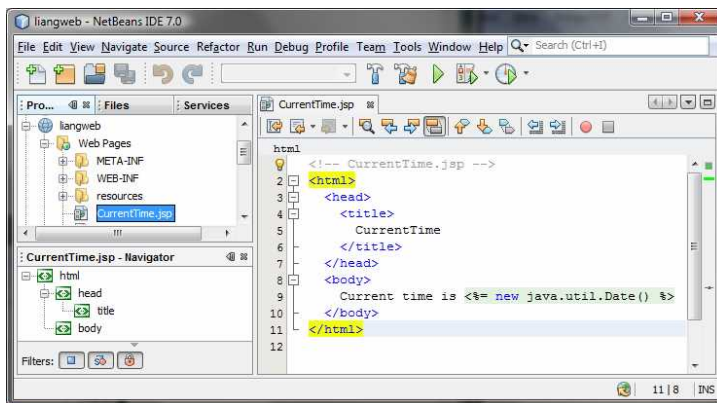 liangweb - NetBeans IDE 7.0
File Edit View Navigate Source Refactor Run Debug Profile Team Tools Window Help Search (Ctrl+I)
Pro... Files Services
liangweb
Web Pages
META-INF
WEB-INF
resources
CurrentTime.jsp
CurrentTime.jsp - Navigator
html
head
title
body
Filters:
CurrentTime.jsp
html
<!-- CurrentTime.jsp -->
2 <html>
3 <head>
4 <title>
5 CurrentTime
6 </title>
7 </head>
8 <body>
9 Current time is <%= new java.util.Date() %>
10 </body>
11 </html>
12
11 | 8 INS